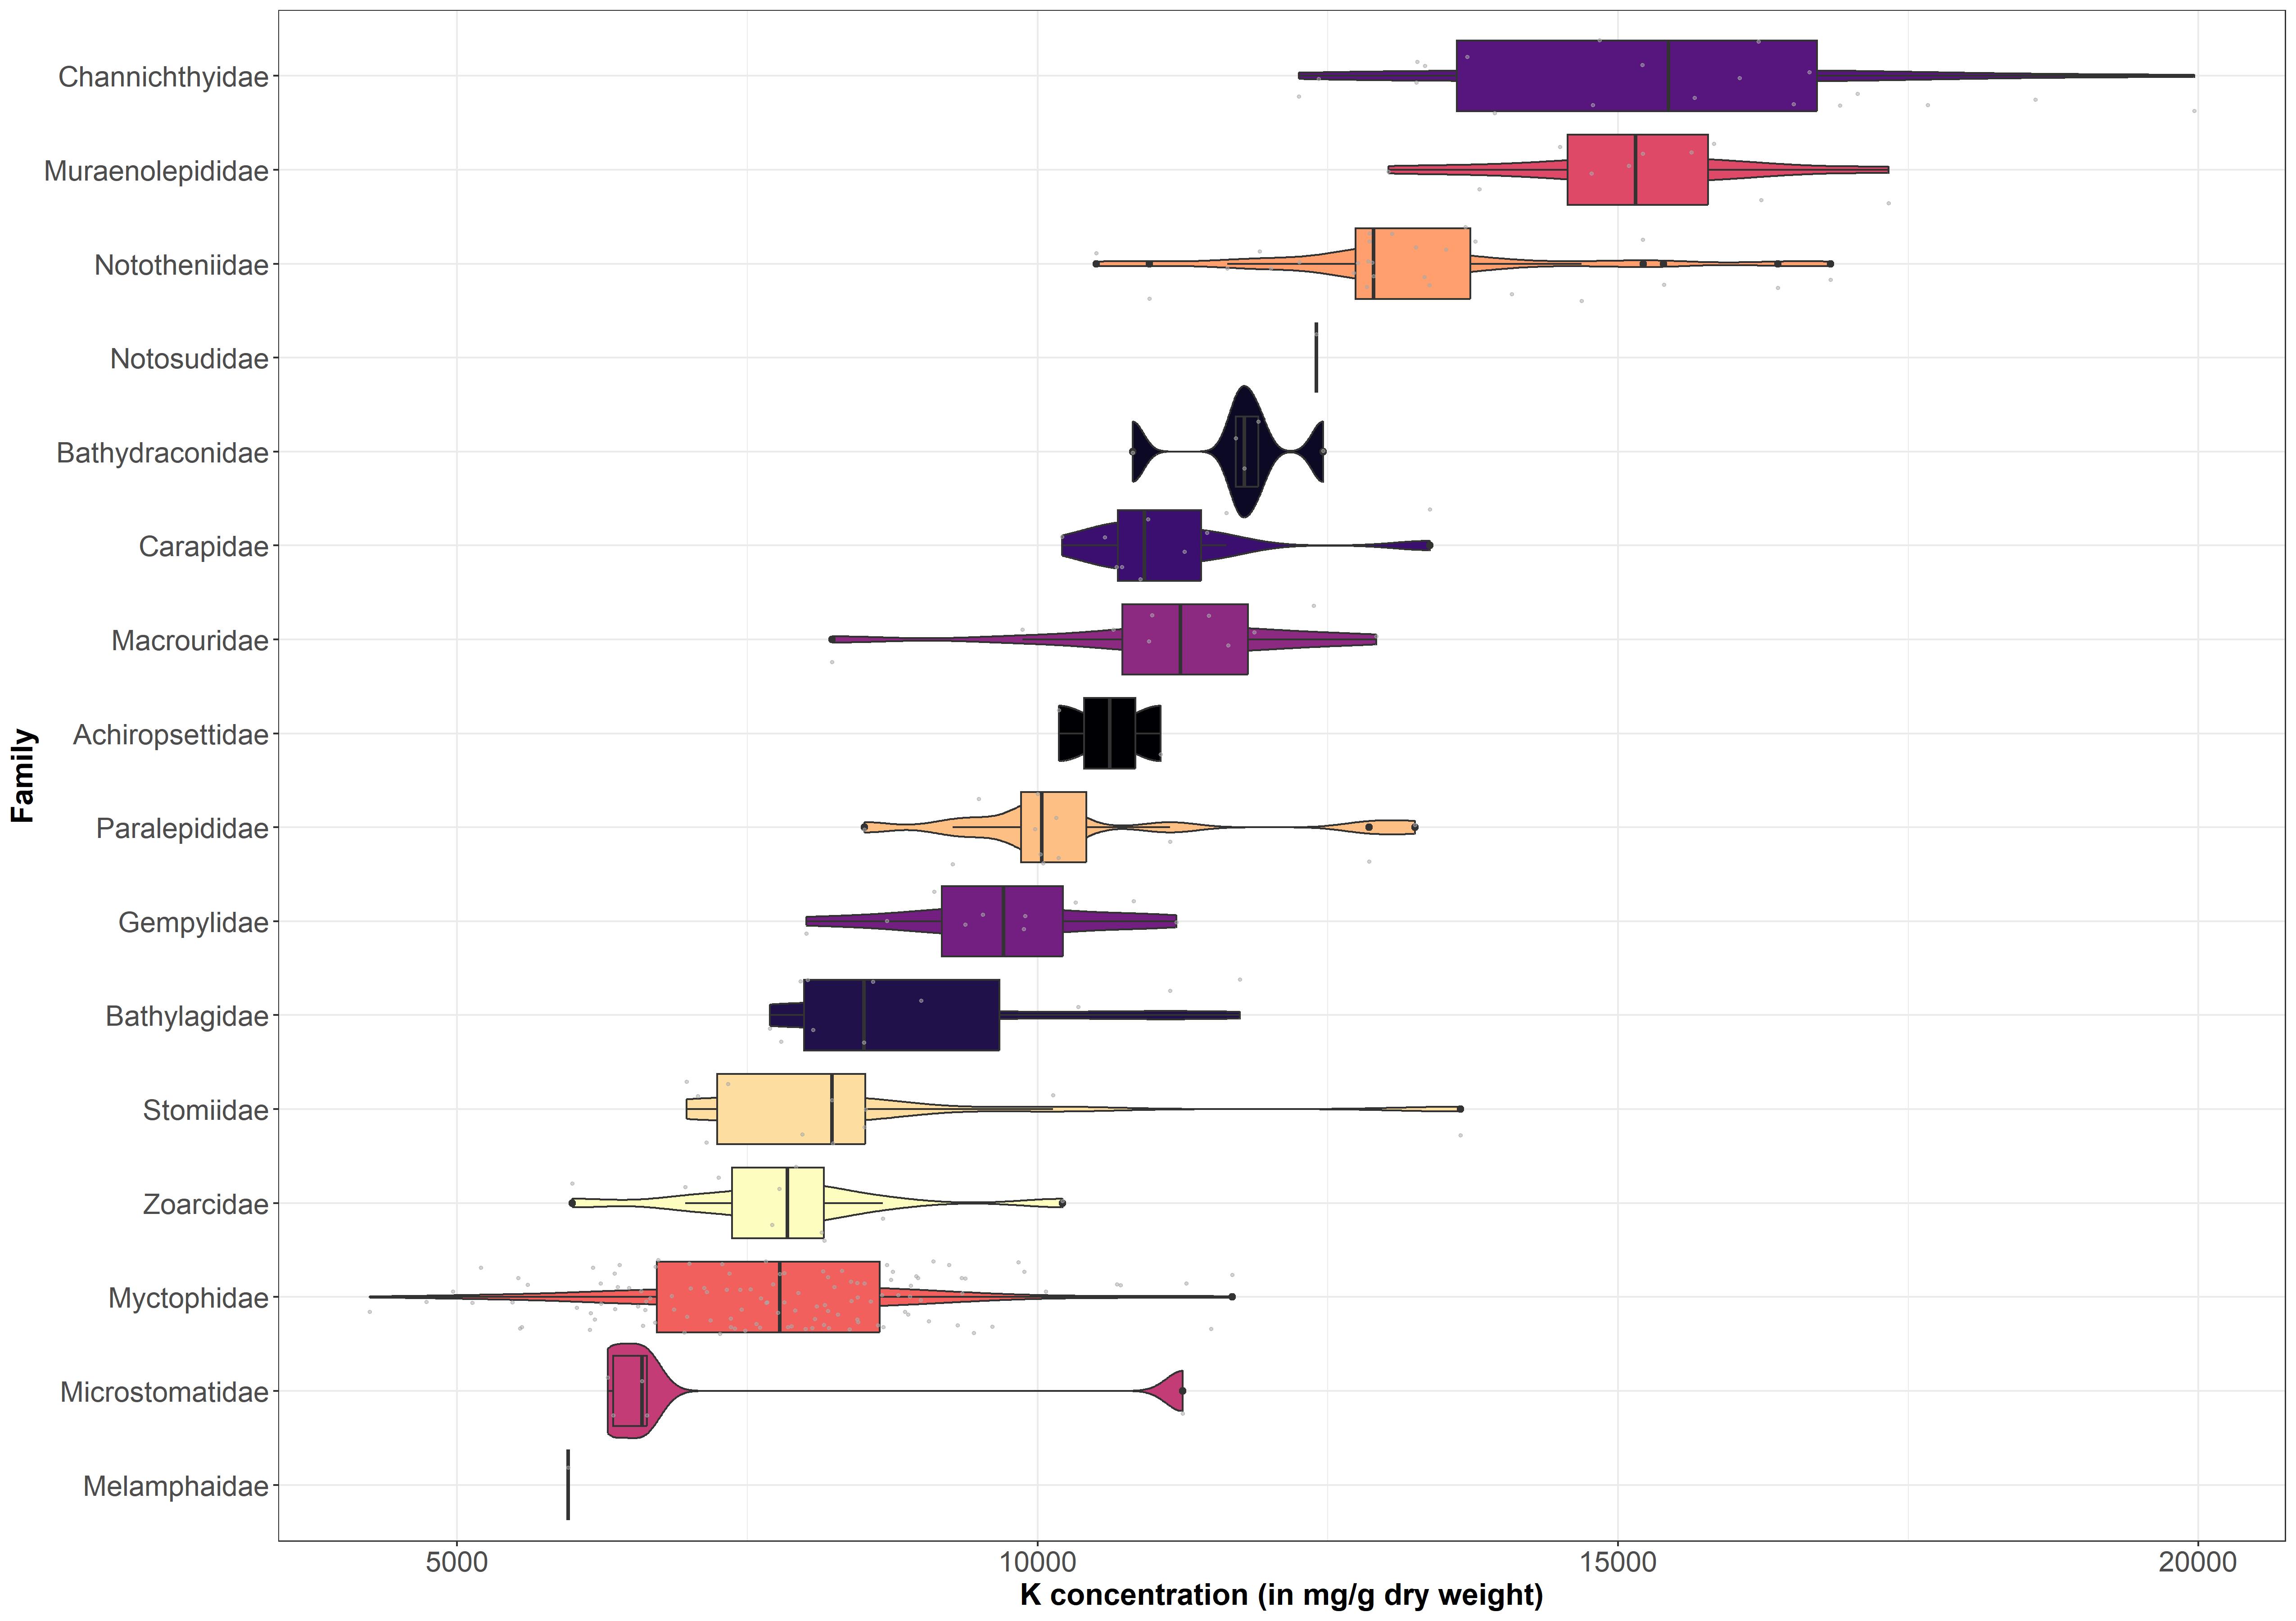 Channichthyidae
Muraenolepididae
Nototheniidae
Notosudidae
Bathydraconidae
Carapidae
Macrouridae
Achiropsettidae
Paralepididae
Gempylidae
Bathylagidae
Stomiidae
Zoarcidae
Myctophidae
Microstomatidae
Melamphaidae
Family
5000 10000 15000 20000
K concentration (in mg/g dry weight)